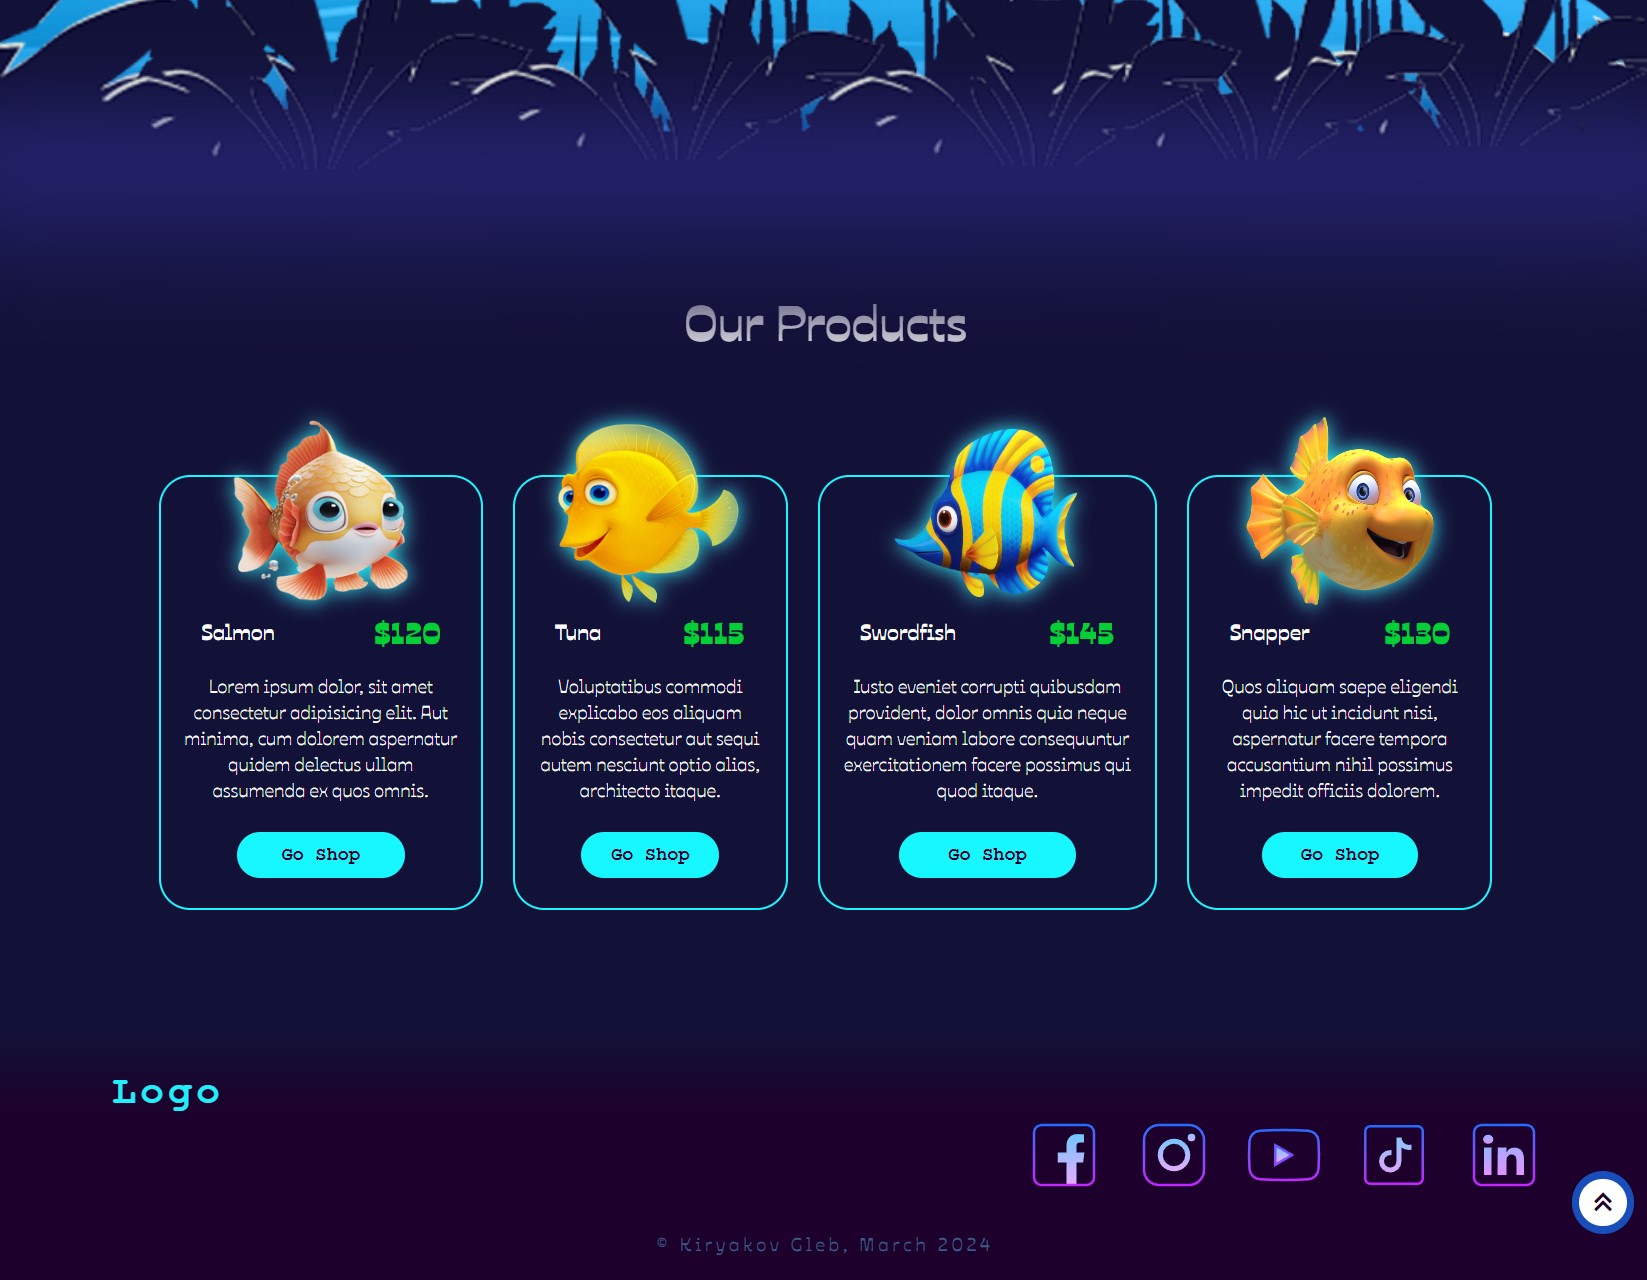 Our Products
Salmon $120
Lorem ipsum dolor, sit amet
consectetur adipisicing elit. Aut
minima, cum dolorem aspernatur
quidem delectus ullam
assumenda ex quos omnis.
Go Shop
Tuna $115
Voluptatibus commodi
explicabo eos aliquam
nobis consectetur aut sequi
autem nesciunt optio alias,
architecto itaque.
Go Shop
Swordfish $145
Iusto eveniet corrupti quibusdam
provident, dolor omnis quia neque
quam veniam labore consequuntur
exercitationem facere possimus qui
quod itaque.
Go Shop
Snapper $130
Quos aliquam saepe eligendi
quia hic ut incidunt nisi,
aspernatur facere tempora
accusantium nihil possimus
impedit officiis dolorem.
Go Shop
Logo
© Kiryakov Gleb, March 2024